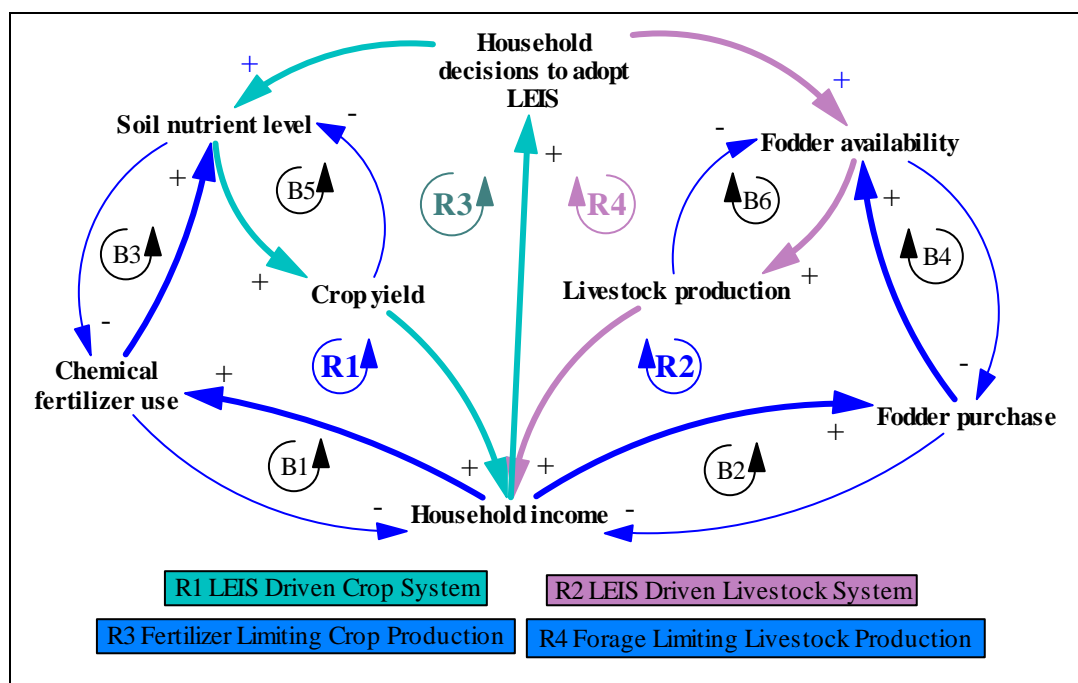 Household
decisions to adopt
LEIS
+
+
Soil nutrient level
-
-
Fodder availability
+
+
+
B5
R3
R4
B6
B3
B4
+
+
Crop yield
Livestock production
-
-
Chemical
fertilizer use
+
R1
R2
Fodder purchase
+
B1
+
+
B2
-
-
Household income
R1 LEIS Driven Crop System
R2 LEIS Driven Livestock System
R3 Fertilizer Limiting Crop Production
R4 Forage Limiting Livestock Production